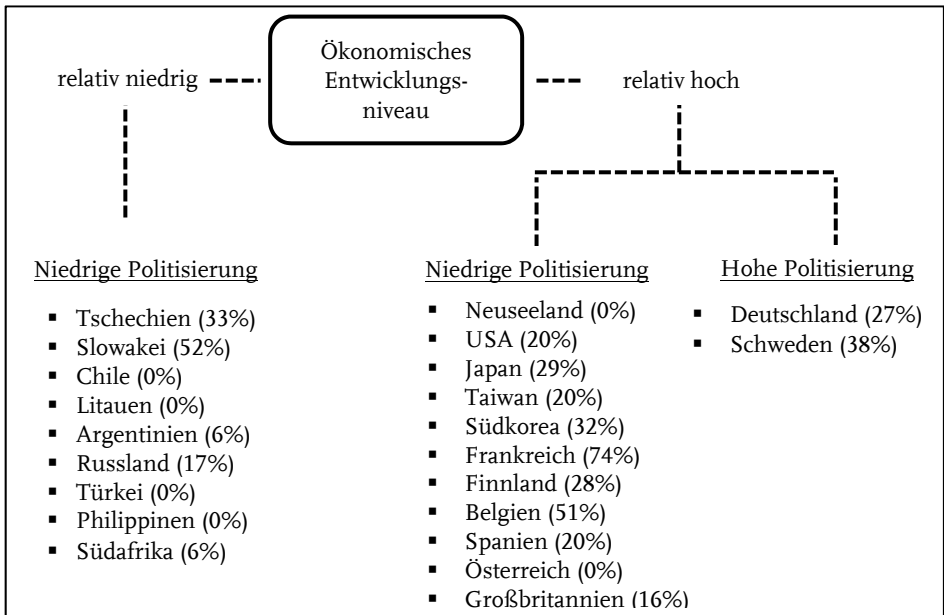 Ökonomisches
Entwicklungs-
niveau
relativ niedrig
relativ hoch
Niedrige Politisierung
▪ Tschechien (33%)
▪ Slowakei (52%)
▪ Chile (0%)
▪ Litauen (0%)
▪ Argentinien (6%)
▪ Russland (17%)
▪ Türkei (0%)
▪ Philippinen (0%)
▪ Südafrika (6%)
Niedrige Politisierung
▪ Neuseeland (0%)
▪ USA (20%)
▪ Japan (29%)
▪ Taiwan (20%)
▪ Südkorea (32%)
▪ Frankreich (74%)
▪ Finnland (28%)
▪ Belgien (51%)
▪ Spanien (20%)
▪ Österreich (0%)
▪ Großbritannien (16%)
Hohe Politisierung
▪ Deutschland (27%)
▪ Schweden (38%)